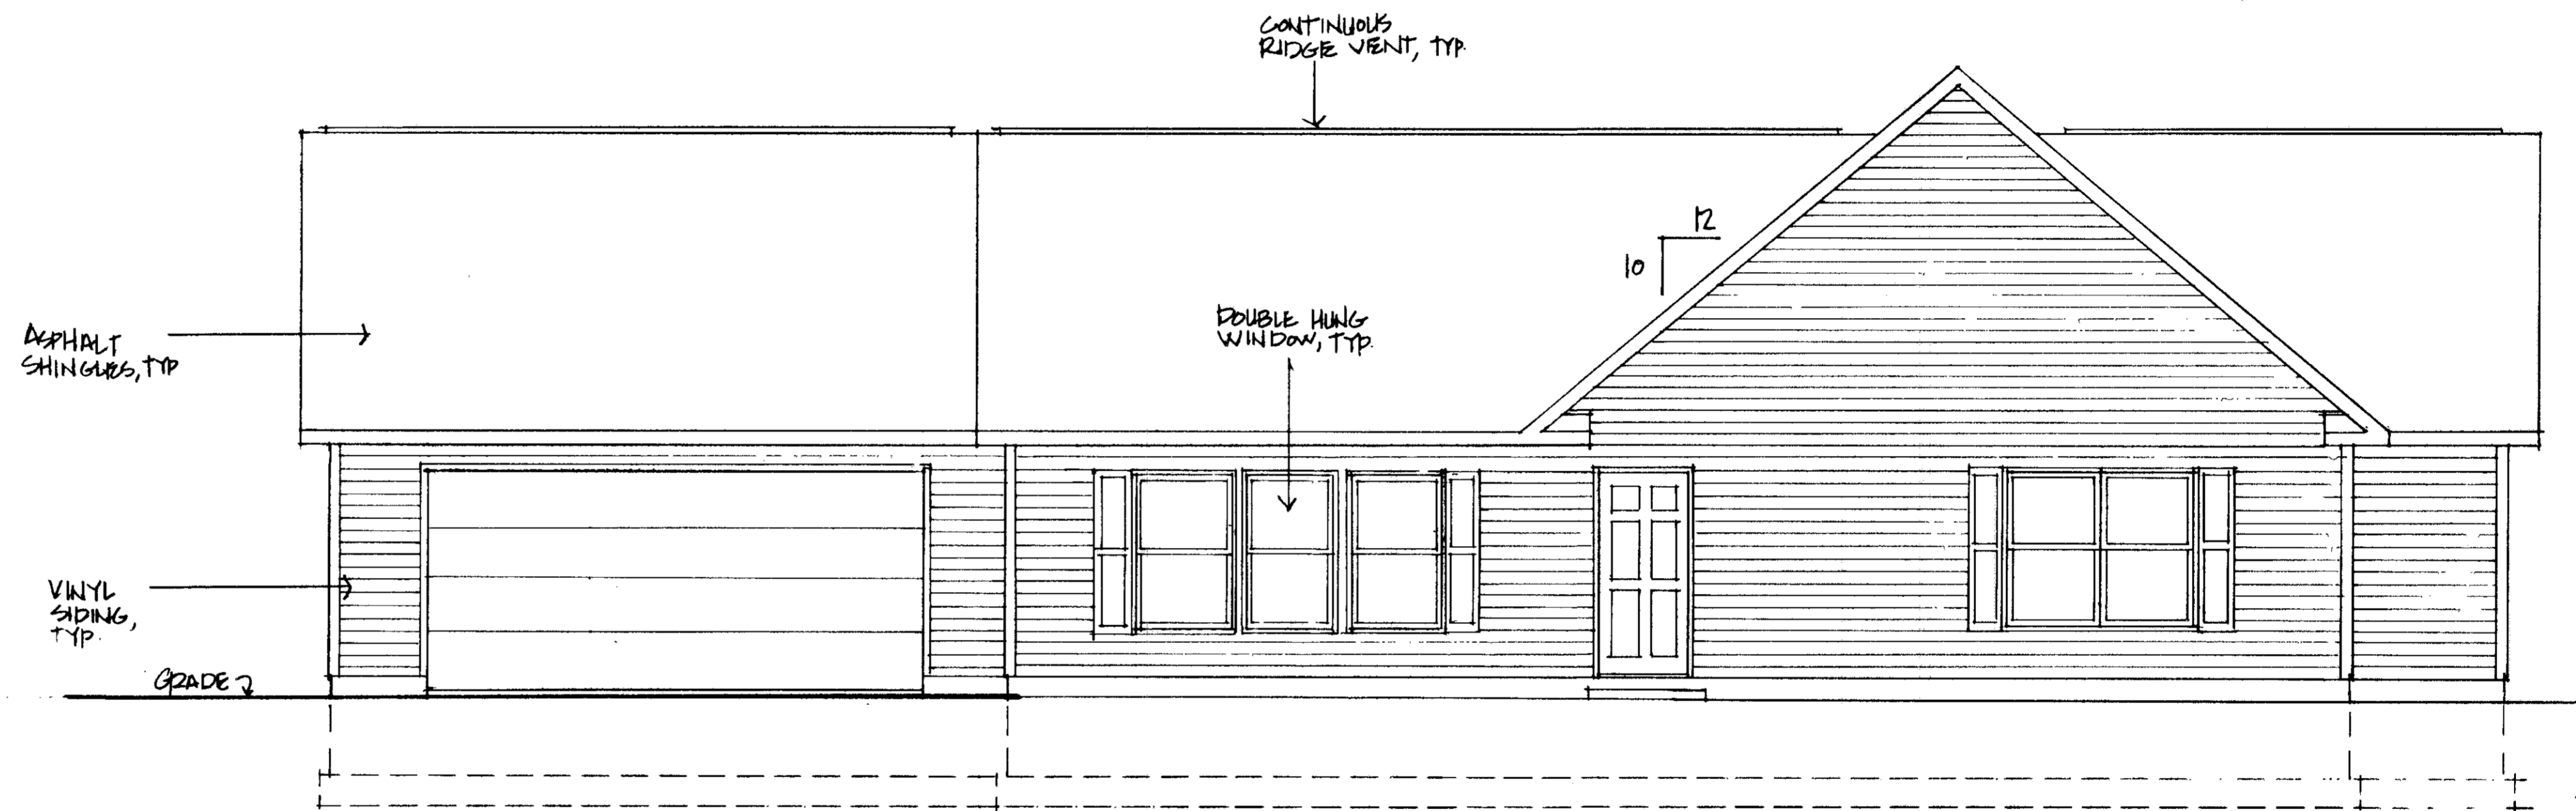 CONTINUOUS
RIDGE VENT, TYP.
12
10
DOUBLE HUNG
WINDOW, TYP.
ASPHALT
SHINGLES, TYP
VINYL
SIDING,
TYP.
GRADE